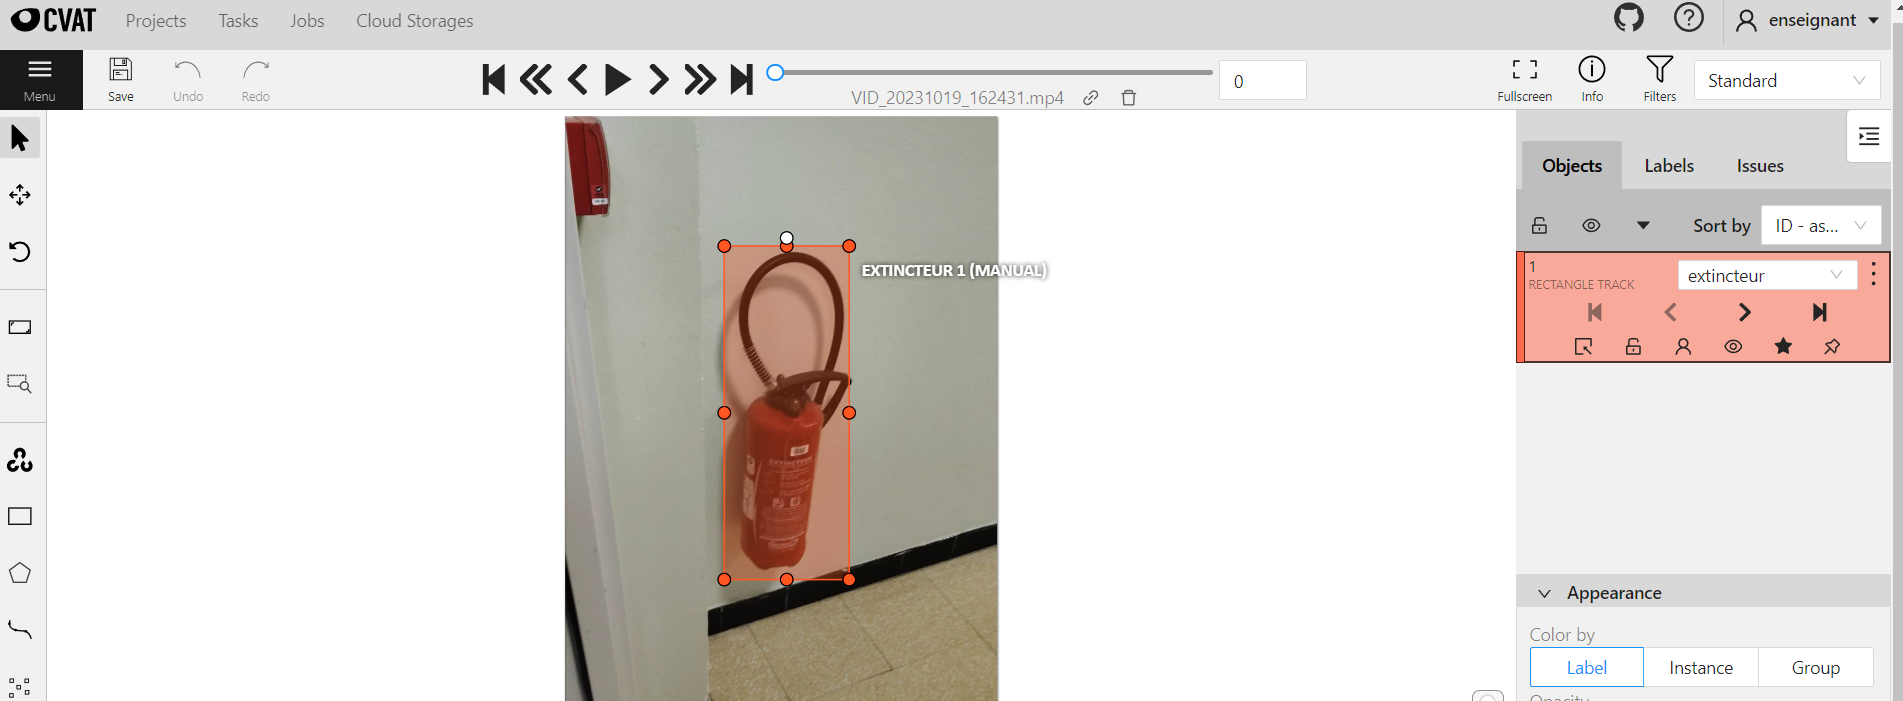 CVAT Projects Tasks Jobs Cloud Storages enseignant
Menu Save Undo Redo VID_20231019_162431.mp4 0 Fullscreen Info Filters Standard
Objects Labels Issues
Sort by ID - as...
EXTINCTEUR 1 (MANUAL)
1
RECTANGLE TRACK
extincteur
EXTINCTEUR
Appearance
Color by
Label Instance Group
Opacity